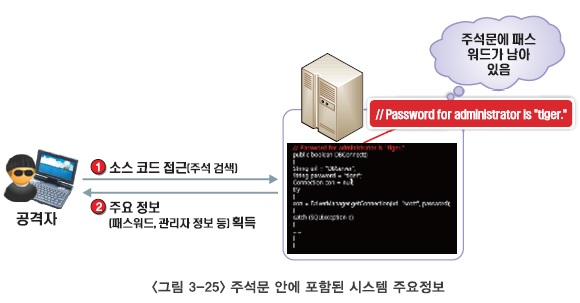 주석문에 패스
워드가 남아
있음
// Password for administrator is "tiger."
// Password for administrator is "tiger."
public boolean DBConnect()
{
String url = "DBServer";
String password = "tiger";
Connection con = null;
try
{
con = DriverManager.getConnection(url, "scott", password);
}
catch (SQLException e)
{
...
}
}
① 소스 코드 접근(주석 검색)
② 주요 정보
(패스워드, 관리자 정보 등) 획득
공격자
<그림 3-25> 주석문 안에 포함된 시스템 주요정보